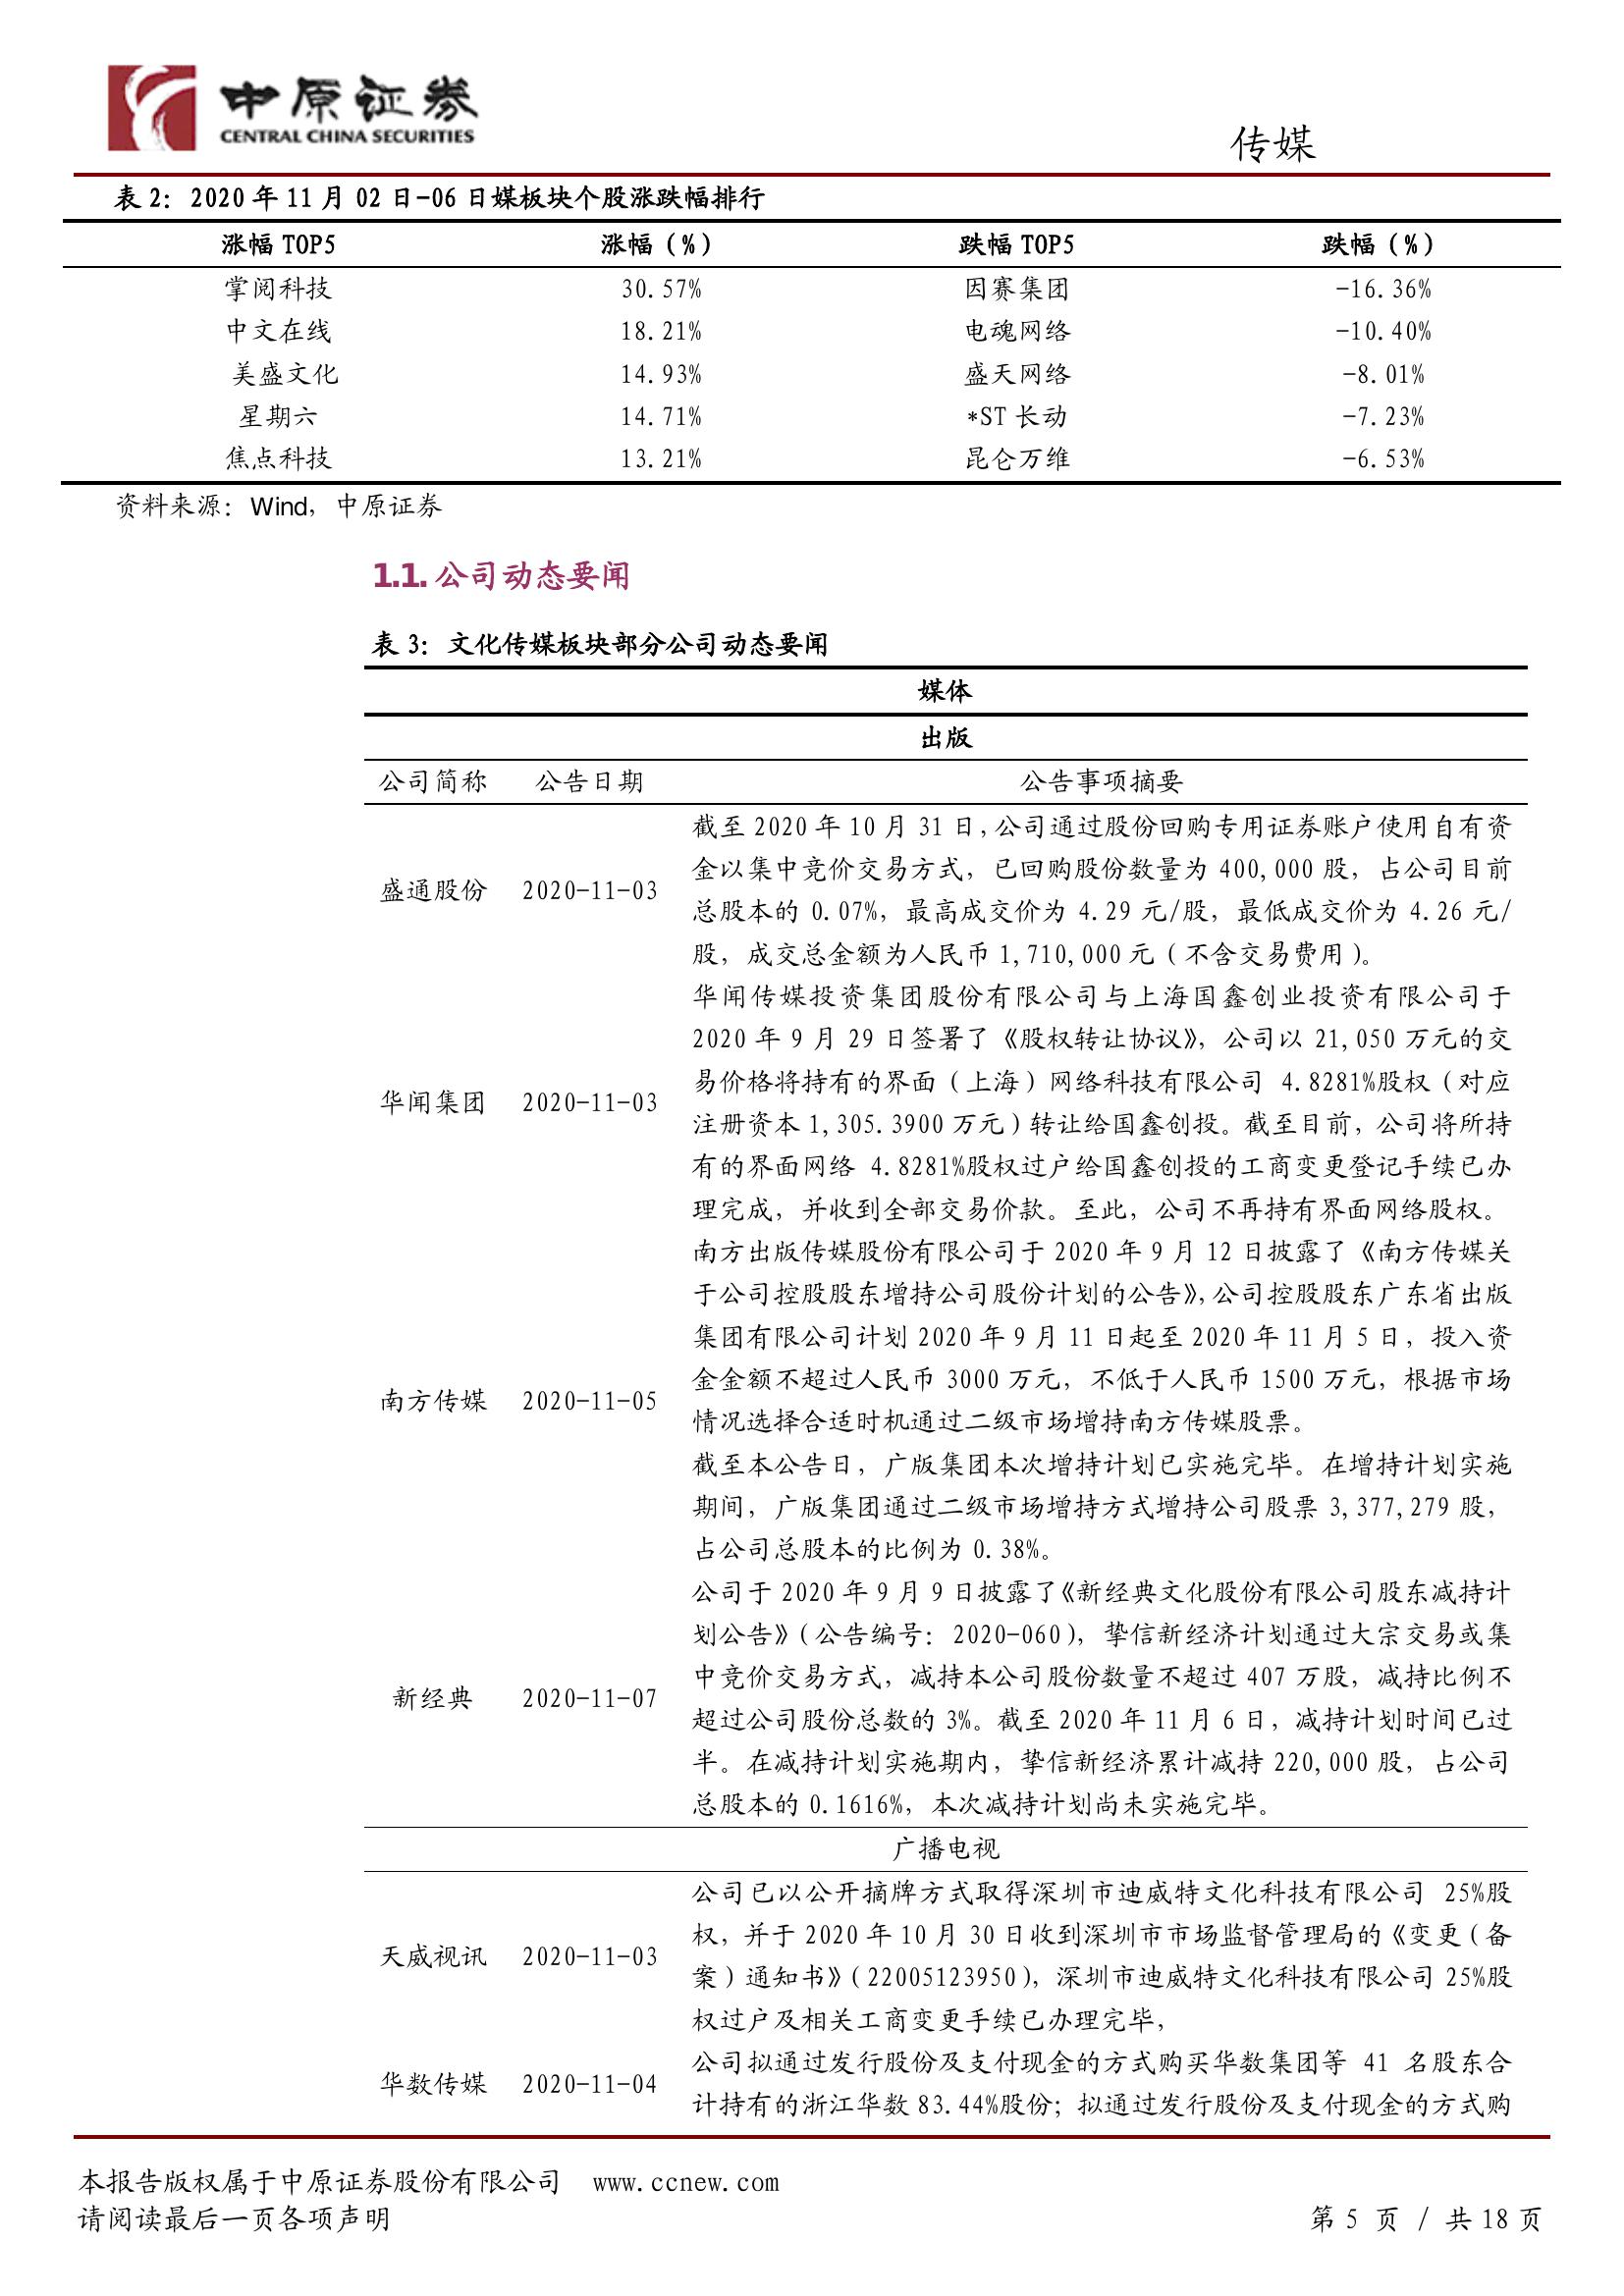 中原证券
CENTRAL CHINA SECURITIES
传媒
表 2：2020 年 11 月 02 日-06 日媒板块个股涨跌幅排行
涨幅 TOP5 涨幅（%） 跌幅 TOP5 跌幅（%）
掌阅科技 30.57% 因赛集团 -16.36%
中文在线 18.21% 电魂网络 -10.40%
美盛文化 14.93% 盛天网络 -8.01%
星期六 14.71% *ST 长动 -7.23%
焦点科技 13.21% 昆仑万维 -6.53%
资料来源：Wind，中原证券
1.1. 公司动态要闻
表 3：文化传媒板块部分公司动态要闻
媒体
出版
公司简称 公告日期 公告事项摘要
盛通股份 2020-11-03
截至 2020 年 10 月 31 日，公司通过股份回购专用证券账户使用自有资
金以集中竞价交易方式，已回购股份数量为 400,000 股，占公司目前
总股本的 0.07%，最高成交价为 4.29 元/股，最低成交价为 4.26 元/
股，成交总金额为人民币 1,710,000 元（不含交易费用）。
华闻集团 2020-11-03
华闻传媒投资集团股份有限公司与上海国鑫创业投资有限公司于
2020 年 9 月 29 日签署了《股权转让协议》，公司以 21,050 万元的交
易价格将持有的界面（上海）网络科技有限公司 4.8281%股权（对应
注册资本 1,305.3900 万元）转让给国鑫创投。截至目前，公司将所持
有的界面网络 4.8281%股权过户给国鑫创投的工商变更登记手续已办
理完成，并收到全部交易价款。至此，公司不再持有界面网络股权。
南方传媒 2020-11-05
南方出版传媒股份有限公司于 2020 年 9 月 12 日披露了《南方传媒关
于公司控股股东增持公司股份计划的公告》，公司控股股东广东省出版
集团有限公司计划 2020 年 9 月 11 日起至 2020 年 11 月 5 日，投入资
金金额不超过人民币 3000 万元，不低于人民币 1500 万元，根据市场
情况选择合适时机通过二级市场增持南方传媒股票。
截至本公告日，广版集团本次增持计划已实施完毕。在增持计划实施
期间，广版集团通过二级市场增持方式增持公司股票 3,377,279 股，
占公司总股本的比例为 0.38%。
新经典 2020-11-07
公司于 2020 年 9 月 9 日披露了《新经典文化股份有限公司股东减持计
划公告》（公告编号：2020-060），挚信新经济计划通过大宗交易或集
中竞价交易方式，减持本公司股份数量不超过 407 万股，减持比例不
超过公司股份总数的 3%。截至 2020 年 11 月 6 日，减持计划时间已过
半。在减持计划实施期内，挚信新经济累计减持 220,000 股，占公司
总股本的 0.1616%，本次减持计划尚未实施完毕。
广播电视
天威视讯 2020-11-03
公司已以公开摘牌方式取得深圳市迪威特文化科技有限公司 25%股
权，并于 2020 年 10 月 30 日收到深圳市市场监督管理局的《变更（备
案）通知书》（22005123950），深圳市迪威特文化科技有限公司 25%股
权过户及相关工商变更手续已办理完毕，
华数传媒 2020-11-04
公司拟通过发行股份及支付现金的方式购买华数集团等 41 名股东合
计持有的浙江华数 83.44%股份；拟通过发行股份及支付现金的方式购
本报告版权属于中原证券股份有限公司 www.ccnew.com
请阅读最后一页各项声明 第 5 页 / 共 18 页